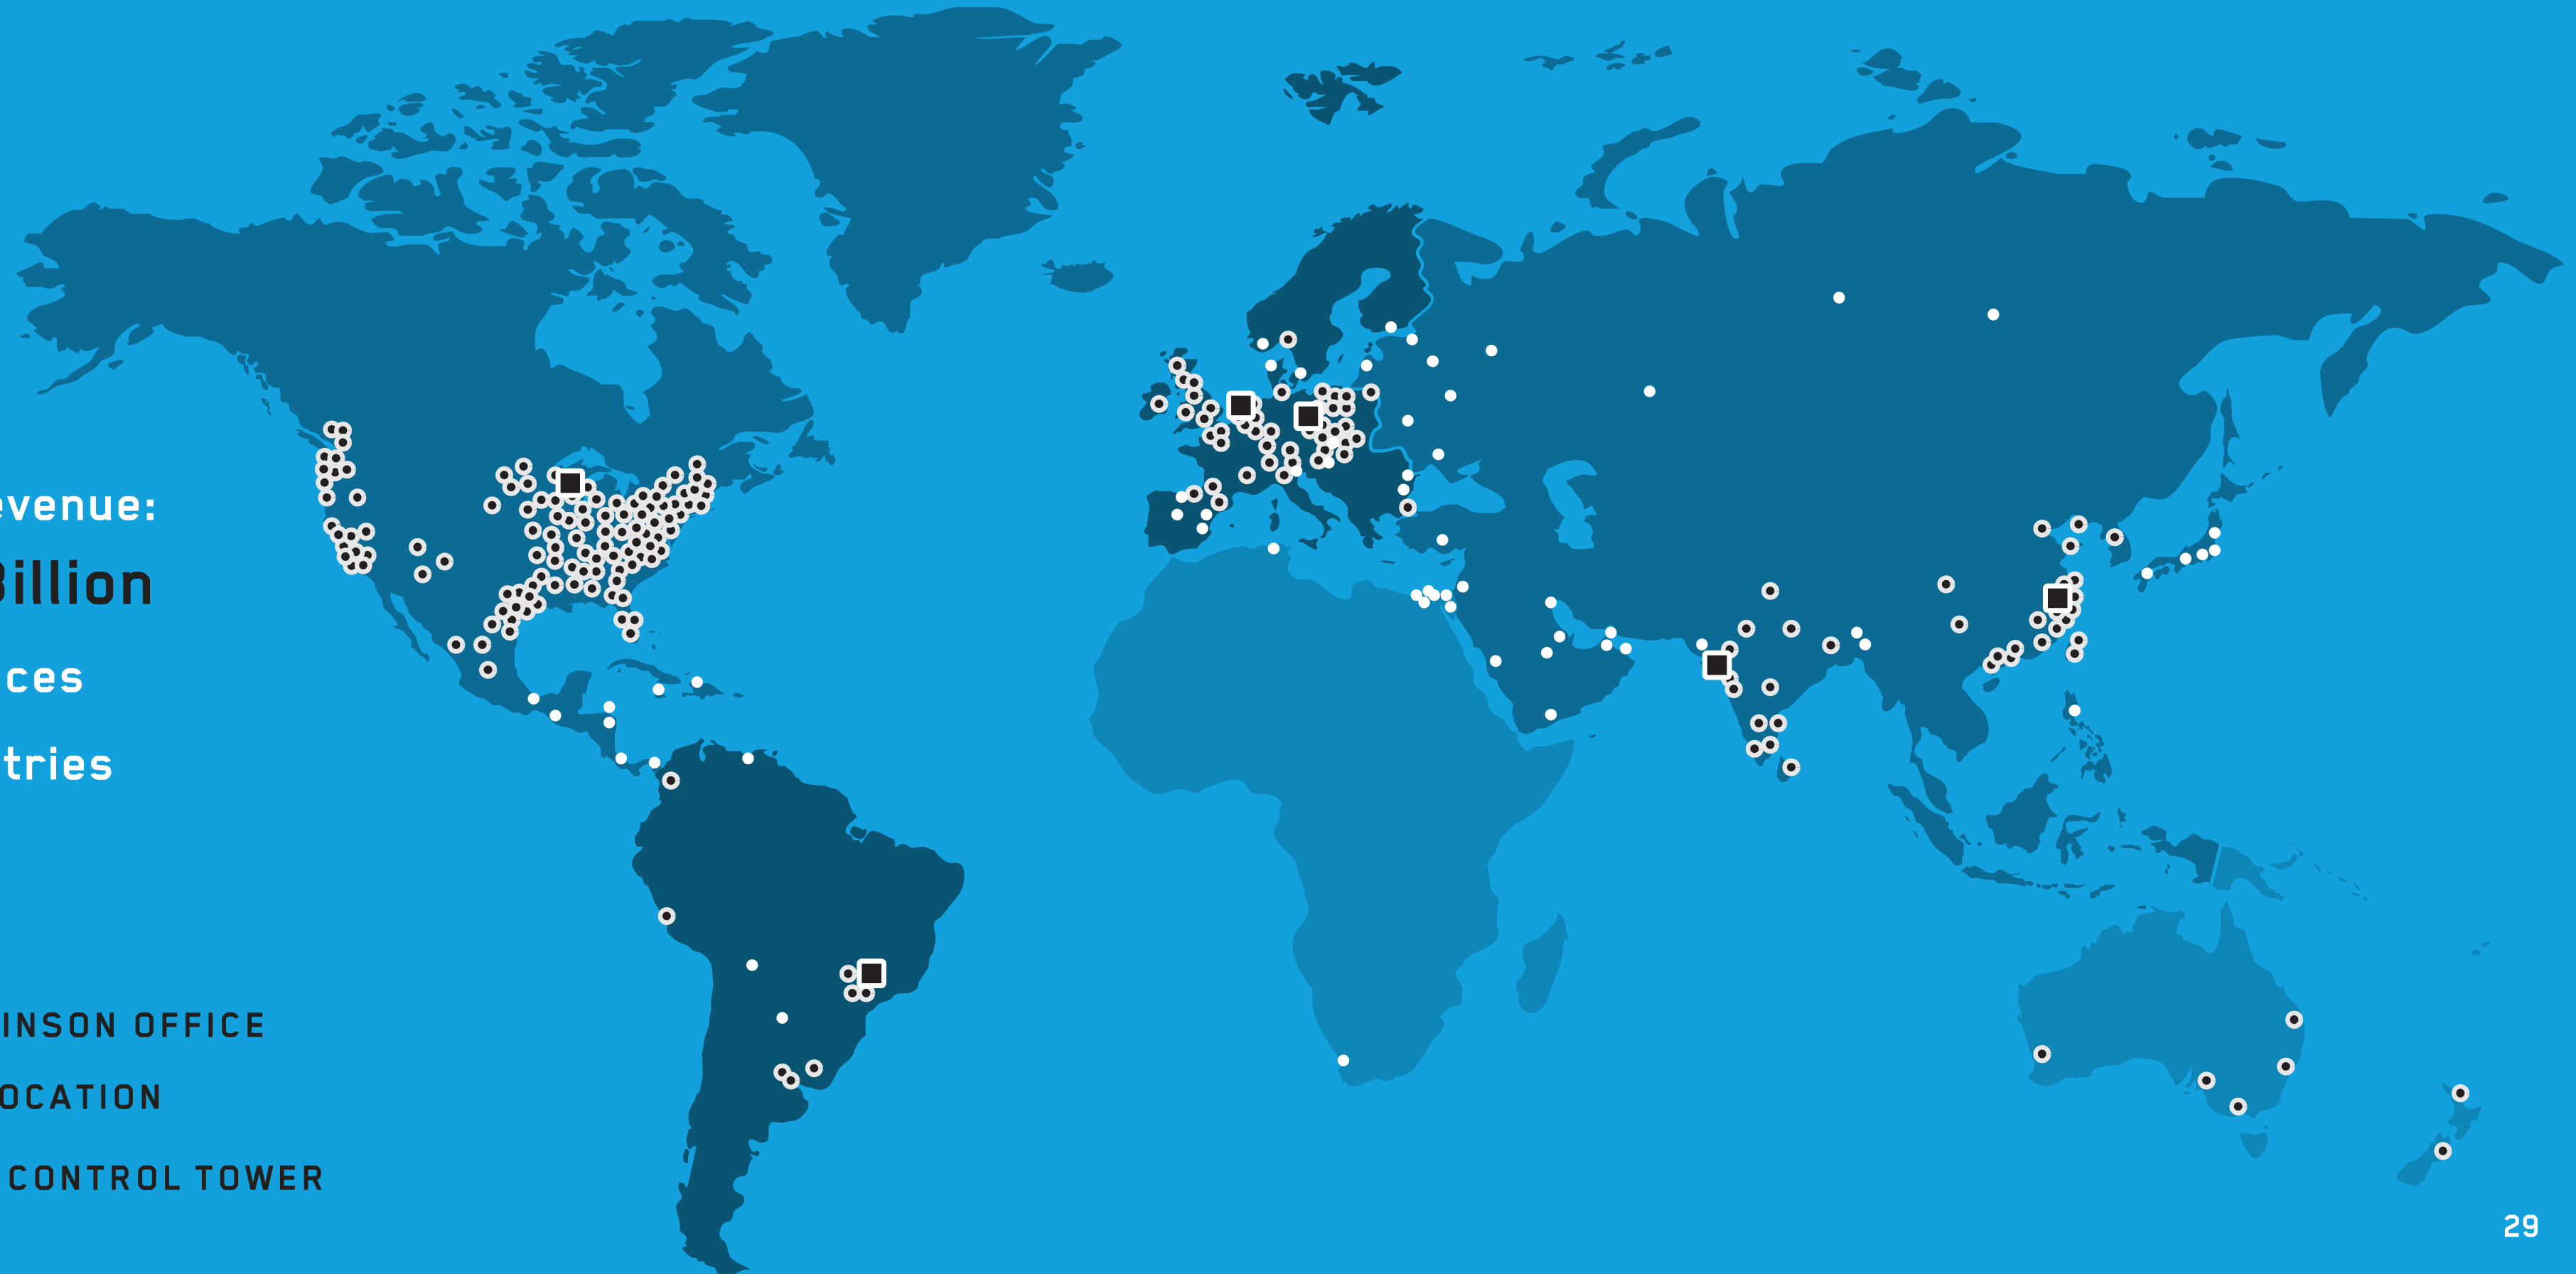 evenue:
Billion
ces
tries
INSON OFFICE
OCATION
CONTROL TOWER
29